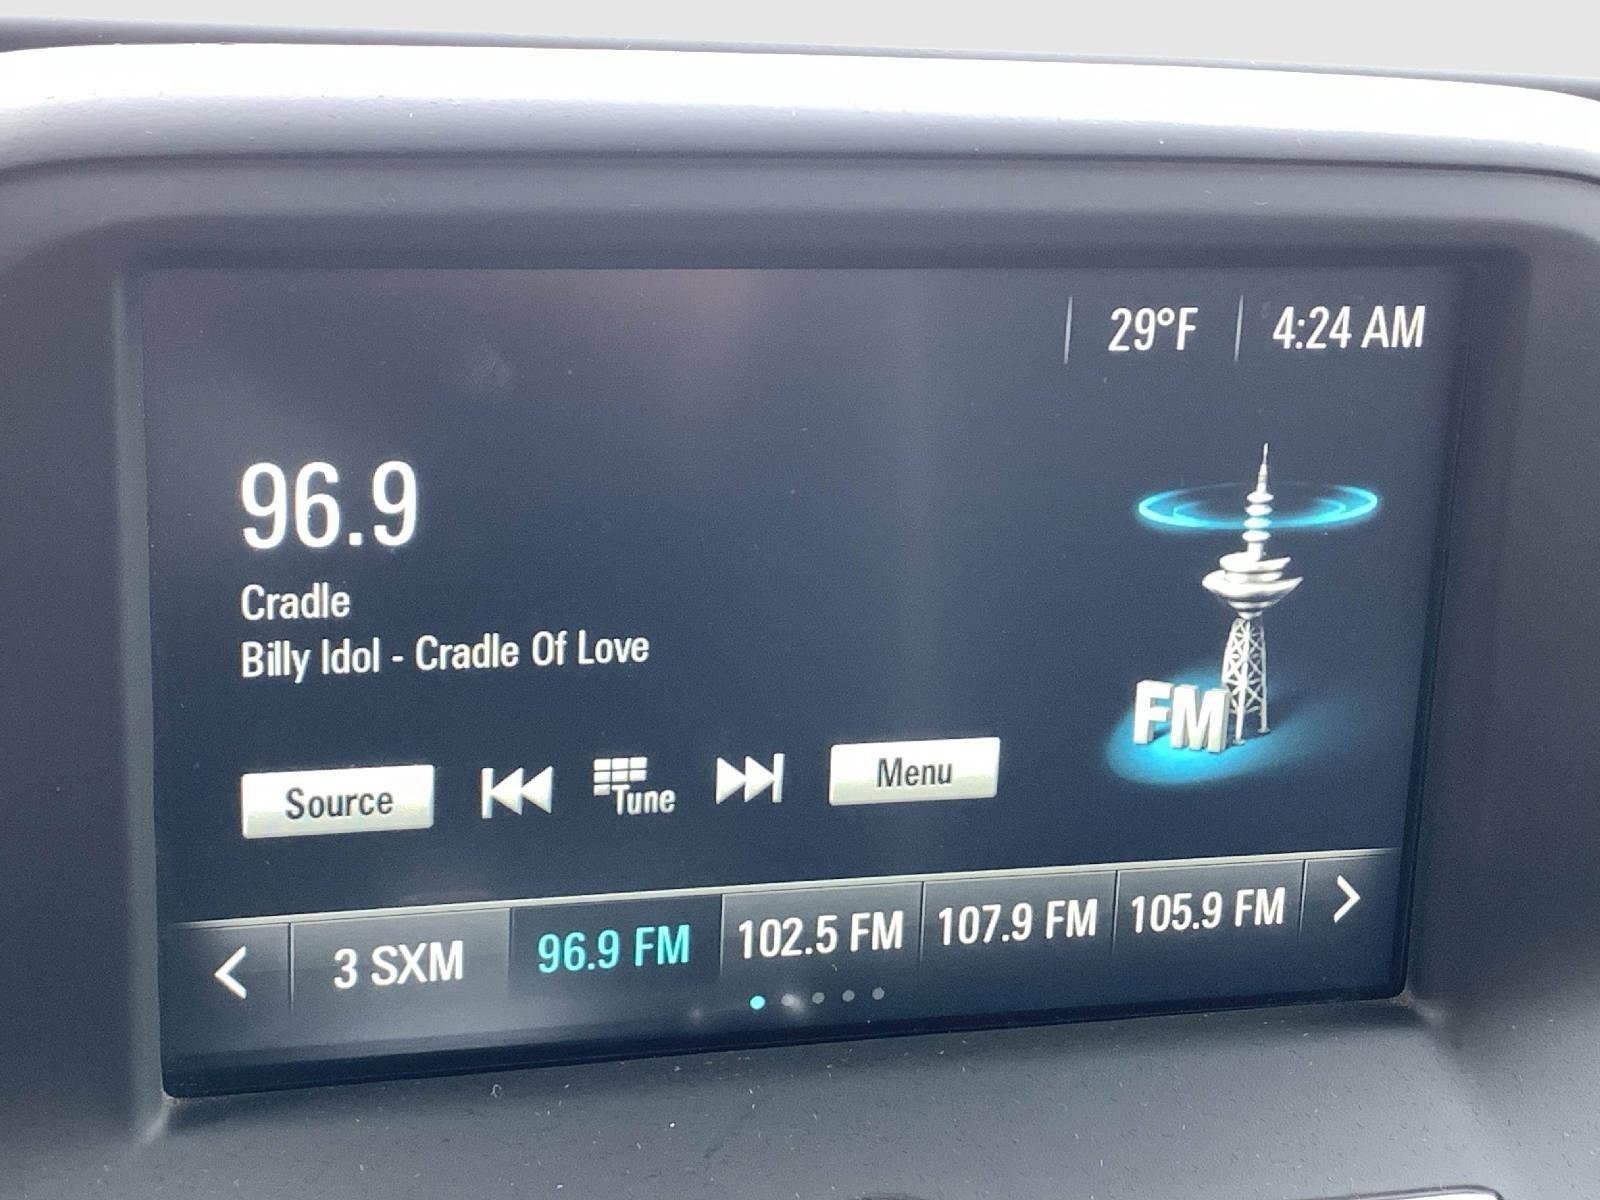 29°F 4:24 AM
96.9
Cradle
Billy Idol - Cradle Of Love
FM
Source Tune Menu
3 SXM 96.9 FM 102.5 FM 107.9 FM 105.9 FM